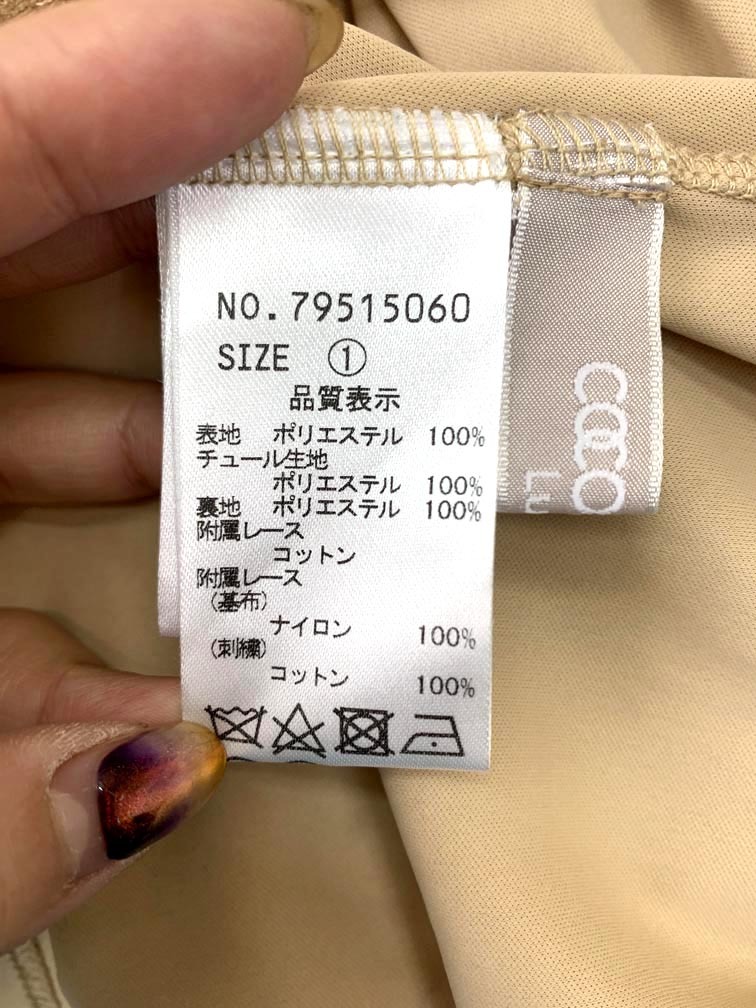 NO.79515060
SIZE ①
品質表示
表地 ポリエステル 100%
チュール生地
ポリエステル 100%
裏地 ポリエステル 100%
附属レース
コットン
附属レース
(基布)
ナイロン 100%
(刺繍)
コットン 100%